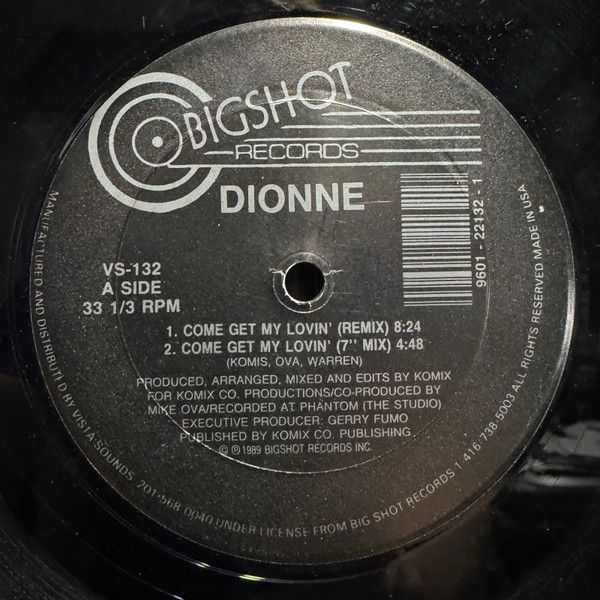 BIGSHOT
RECORDS
DIONNE
VS-132
A SIDE
33 1/3 RPM
9601 - 22132 - 1
1. COME GET MY LOVIN' (REMIX) 8:24
2. COME GET MY LOVIN' (7'' MIX) 4:48
(KOMIS, OVA, WARREN)
PRODUCED, ARRANGED, MIXED AND EDITS BY KOMIX
FOR KOMIX CO. PRODUCTIONS/CO-PRODUCED BY
MIKE OVA/RECORDED AT PHANTOM (THE STUDIO)
EXECUTIVE PRODUCER: GERRY FUMO
PUBLISHED BY KOMIX CO. PUBLISHING
© ℗ 1989 BIGSHOT RECORDS INC.
MANUFACTURED AND DISTRIBUTED BY VISTA SOUNDS 201-568 0040 UNDER LICENSE FROM BIG SHOT RECORDS 1 416-738-5003 ALL RIGHTS RESERVED MADE IN USA